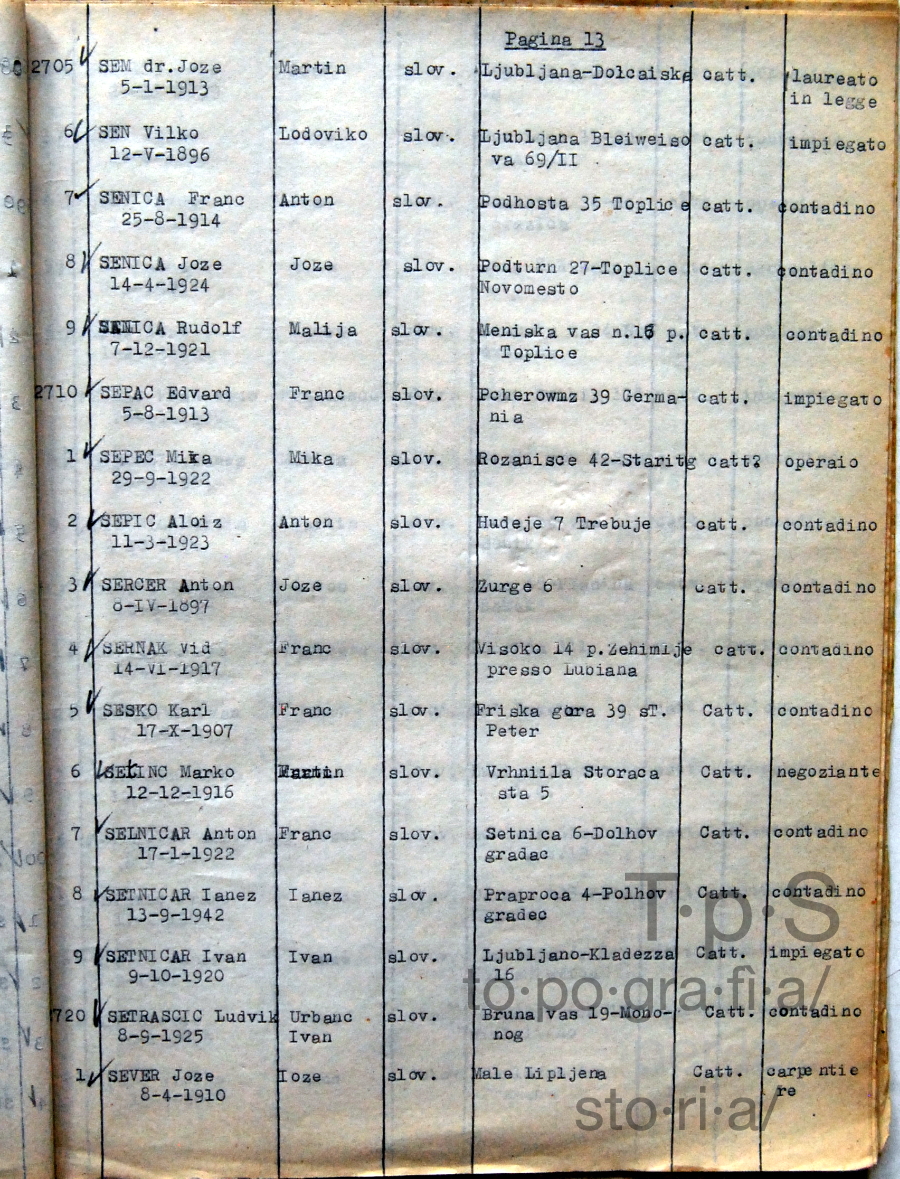 Pagina 13
2705 SEM dr.Joze Martin slov. Ljubljana-Dolcaiska catt. laureato
5-1-1913 in legge
6 SEN Vilko Lodoviko slov. Ljubljana Bleiweiso catt. impiegato
12-V-1896 va 69/II
7 SENICA Franc Anton slov. Podhosta 35 Toplice catt. contadino
25-8-1914
8 SENICA Joze Joze slov. Podturn 27-Toplice catt. contadino
14-4-1924 Novomesto
9 SENICA Rudolf Malija slov. Meniska vas n.16 p. catt. contadino
7-12-1921 Toplice
2710 SEPAC Edvard Franc slov. Pcherowmz 39 Germa- catt. impiegato
5-8-1913 nia
1 SEPEC Mika Mika slov. Rozanisce 42-Staritg catt? operaio
29-9-1922
2 SEPIC Aloiz Anton slov. Hudeje 7 Trebuje catt. contadino
11-3-1923
3 SERCER Anton Joze slov. Zurge 6 catt. contadino
8-IV-1897
4 SERNAK Vid Franc slov. Visoko 14 p.Zehimlje catt. contadino
14-VI-1917 presso Lubiana
5 SESKO Karl Franc slov. Friska gora 39 sT. Catt. contadino
17-X-1907 Peter
6 SETINC Marko Martin slov. Vrhniila Storaca Catt. negoziante
12-12-1916 sta 5
7 SELNICAR Anton Franc slov. Setnica 6-Dolhov Catt. contadino
17-1-1922 gradac
8 SETNICAR Ianez Ianez slov. Praproca 4-Polhov Catt. contadino
13-9-1942 gradec
9 SETNICAR Ivan Ivan slov. Ljubljano-Kladezza Catt. impiegato
9-10-1920 16
720 SETRASCIC Ludvik Urbanc slov. Bruna vas 19-Mono- Catt. contadino
8-9-1925 Ivan nog
1 SEVER Joze Ioze slov. Male Lipljena Catt. carpentie
8-4-1910 re
T·p·S
to·po·gra·fì·a/
sto·ri·a/